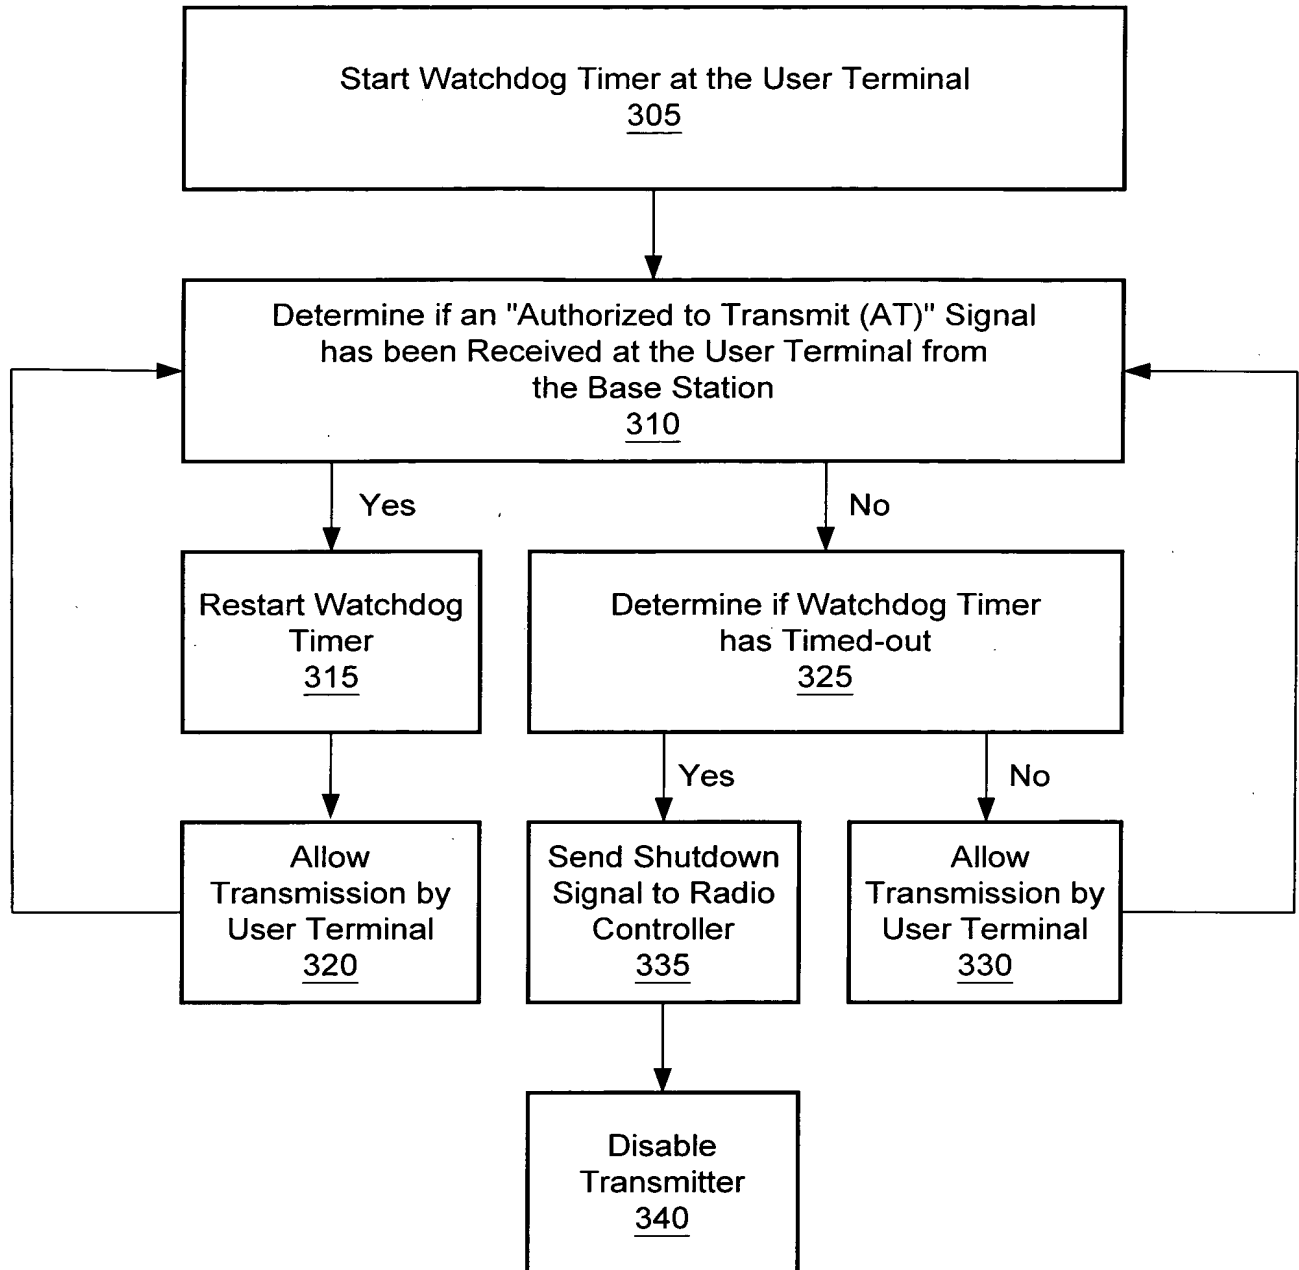 Start Watchdog Timer at the User Terminal
305
Determine if an "Authorized to Transmit (AT)" Signal
has been Received at the User Terminal from
the Base Station
310
Yes
No
Restart Watchdog
Timer
315
Determine if Watchdog Timer
has Timed-out
325
Yes
No
Allow
Transmission by
User Terminal
320
Send Shutdown
Signal to Radio
Controller
335
Allow
Transmission by
User Terminal
330
Disable
Transmitter
340